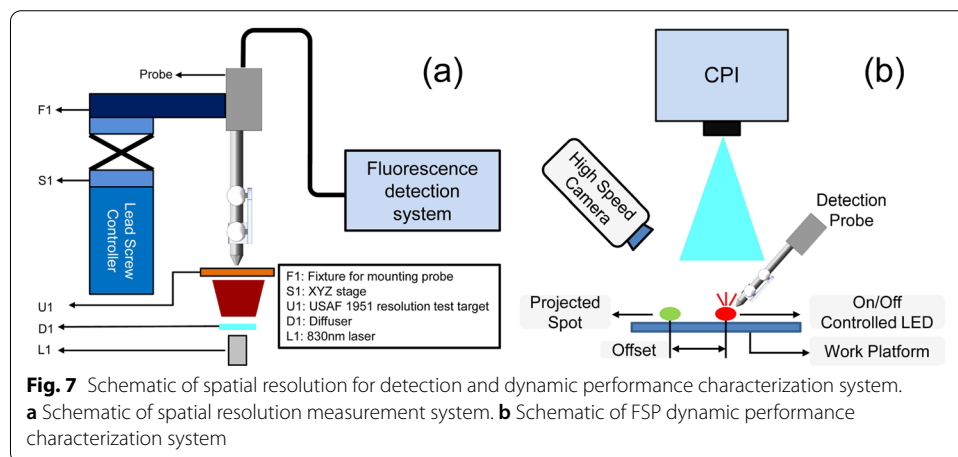 (a)
Probe
F1
S1
Lead Screw
Controller
Fluorescence
detection
system
F1: Fixture for mounting probe
S1: XYZ stage
U1: USAF 1951 resolution test target
D1: Diffuser
L1: 830nm laser
U1
D1
L1
(b)
CPI
High Speed
Camera
Detection
Probe
Projected
Spot
On/Off
Controlled LED
Offset
Work Platform
Fig. 7 Schematic of spatial resolution for detection and dynamic performance characterization system.
a Schematic of spatial resolution measurement system. b Schematic of FSP dynamic performance
characterization system